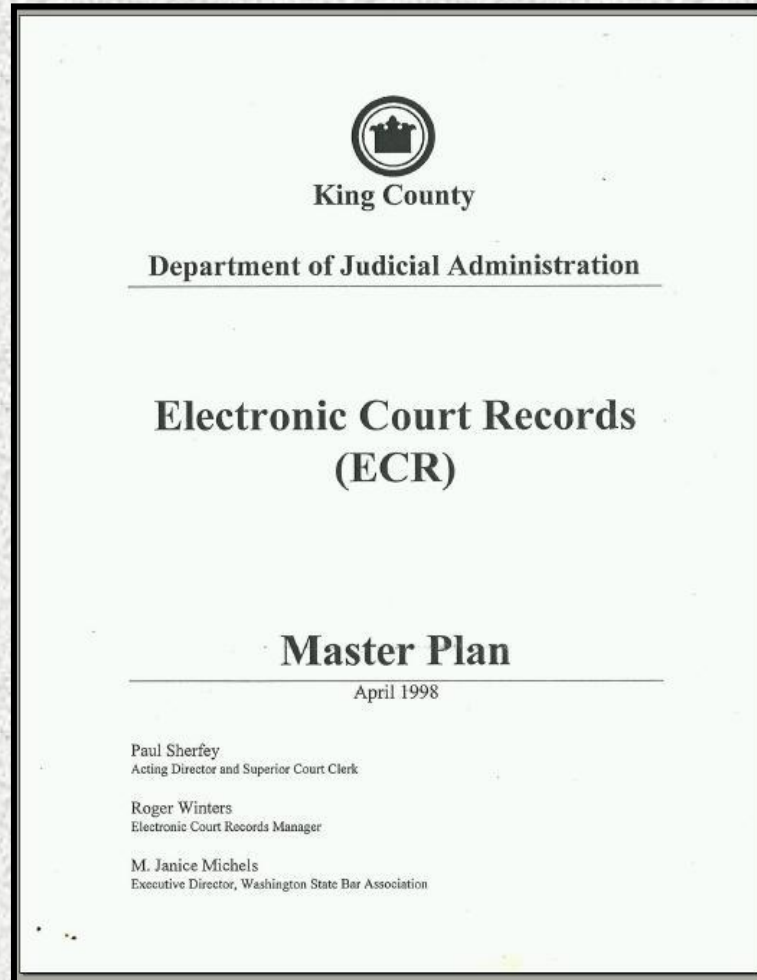 King County
Department of Judicial Administration
Electronic Court Records
(ECR)
Master Plan
April 1998
Paul Sherfey
Acting Director and Superior Court Clerk
Roger Winters
Electronic Court Records Manager
M. Janice Michels
Executive Director, Washington State Bar Association